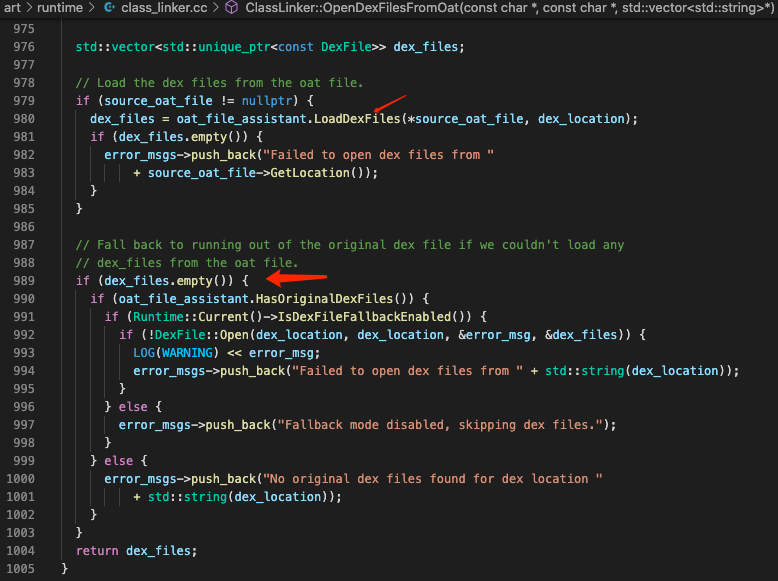 art > runtime > class_linker.cc > ClassLinker::OpenDexFilesFromOat(const char *, const char *, std::vector<std::string>*)
975
976 std::vector<std::unique_ptr<const DexFile>> dex_files;
977
978 // Load the dex files from the oat file.
979 if (source_oat_file != nullptr) {
980 dex_files = oat_file_assistant.LoadDexFiles(*source_oat_file, dex_location);
981 if (dex_files.empty()) {
982 error_msgs->push_back("Failed to open dex files from "
983 + source_oat_file->GetLocation());
984 }
985 }
986
987 // Fall back to running out of the original dex file if we couldn't load any
988 // dex_files from the oat file.
989 if (dex_files.empty()) {
990 if (oat_file_assistant.HasOriginalDexFiles()) {
991 if (Runtime::Current()->IsDexFileFallbackEnabled()) {
992 if (!DexFile::Open(dex_location, dex_location, &error_msg, &dex_files)) {
993 LOG(WARNING) << error_msg;
994 error_msgs->push_back("Failed to open dex files from " + std::string(dex_location));
995 }
996 } else {
997 error_msgs->push_back("Fallback mode disabled, skipping dex files.");
998 }
999 } else {
1000 error_msgs->push_back("No original dex files found for dex location "
1001 + std::string(dex_location));
1002 }
1003 }
1004 return dex_files;
1005 }